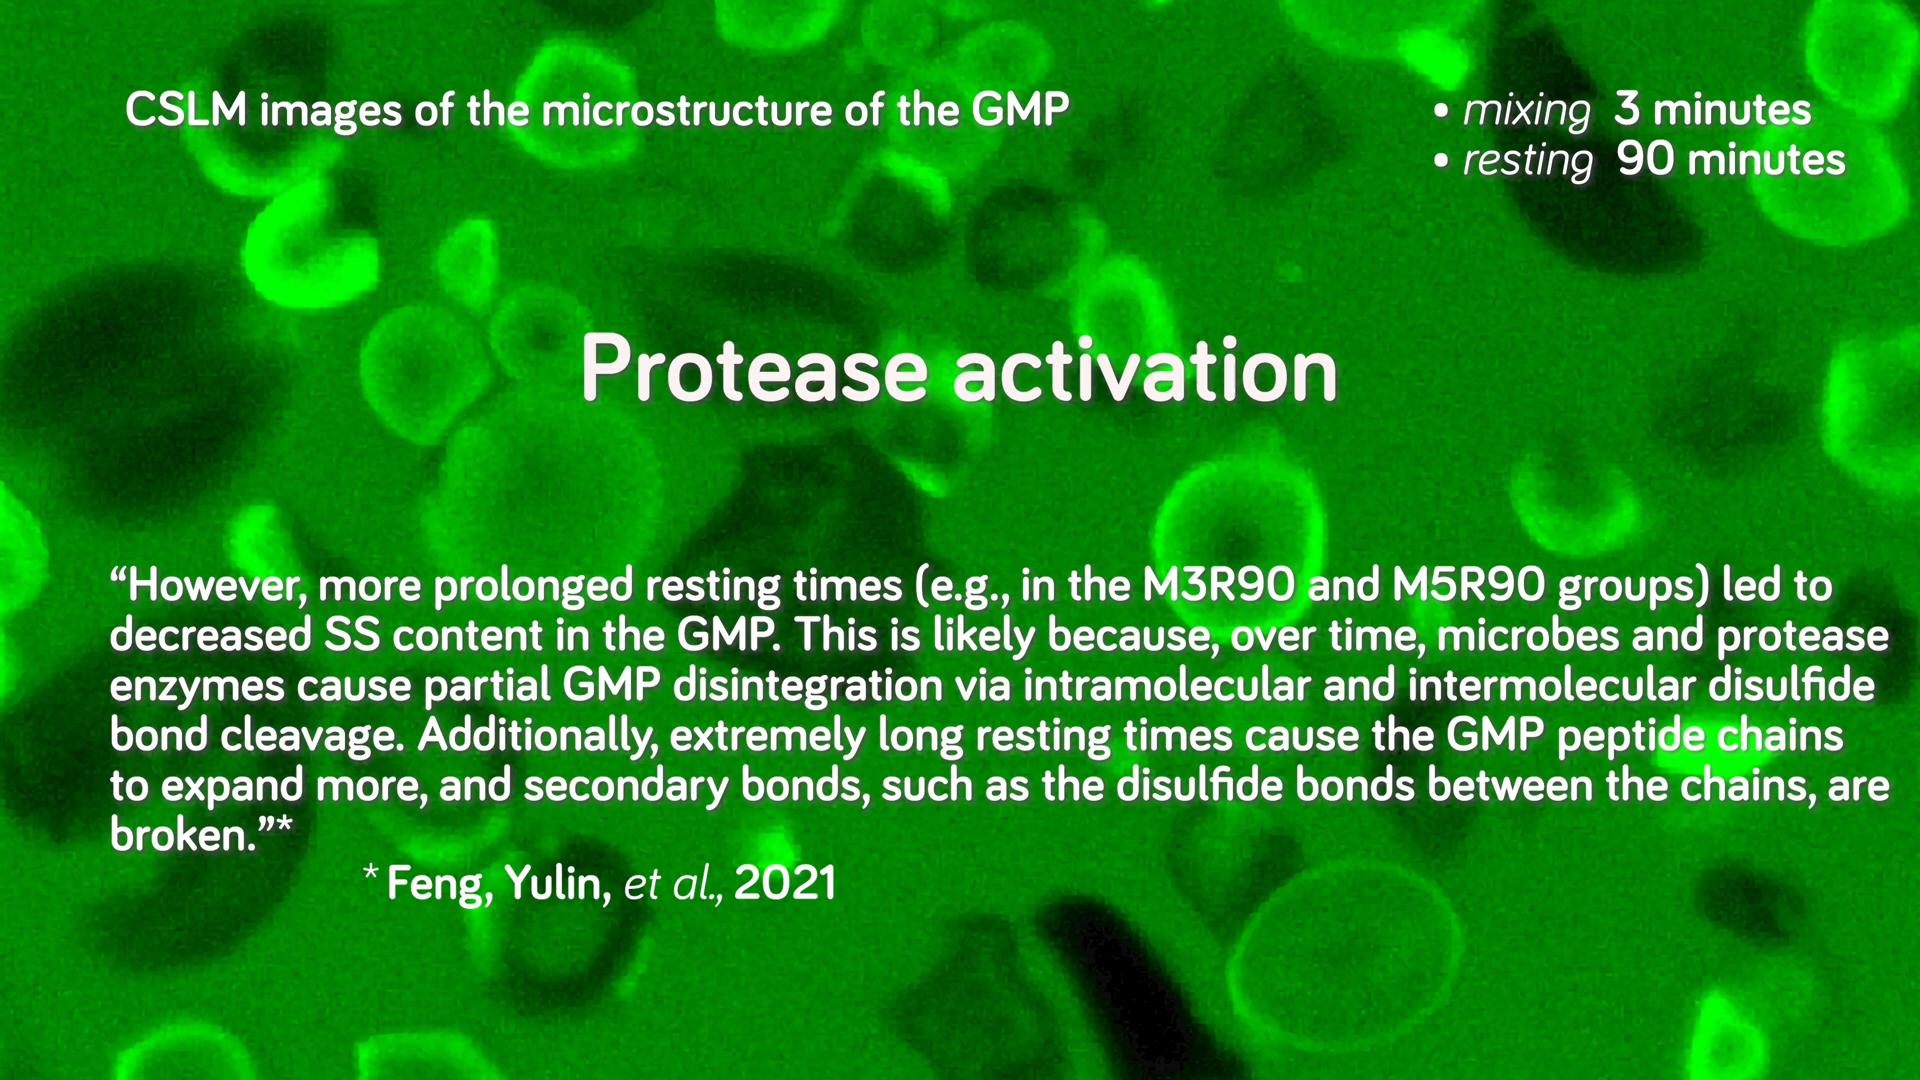 CSLM images of the microstructure of the GMP
• mixing 3 minutes
• resting 90 minutes
Protease activation
“However, more prolonged resting times (e.g., in the M3R90 and M5R90 groups) led to
decreased SS content in the GMP. This is likely because, over time, microbes and protease
enzymes cause partial GMP disintegration via intramolecular and intermolecular disulfide
bond cleavage. Additionally, extremely long resting times cause the GMP peptide chains
to expand more, and secondary bonds, such as the disulfide bonds between the chains, are
broken.”*
* Feng, Yulin, et al., 2021